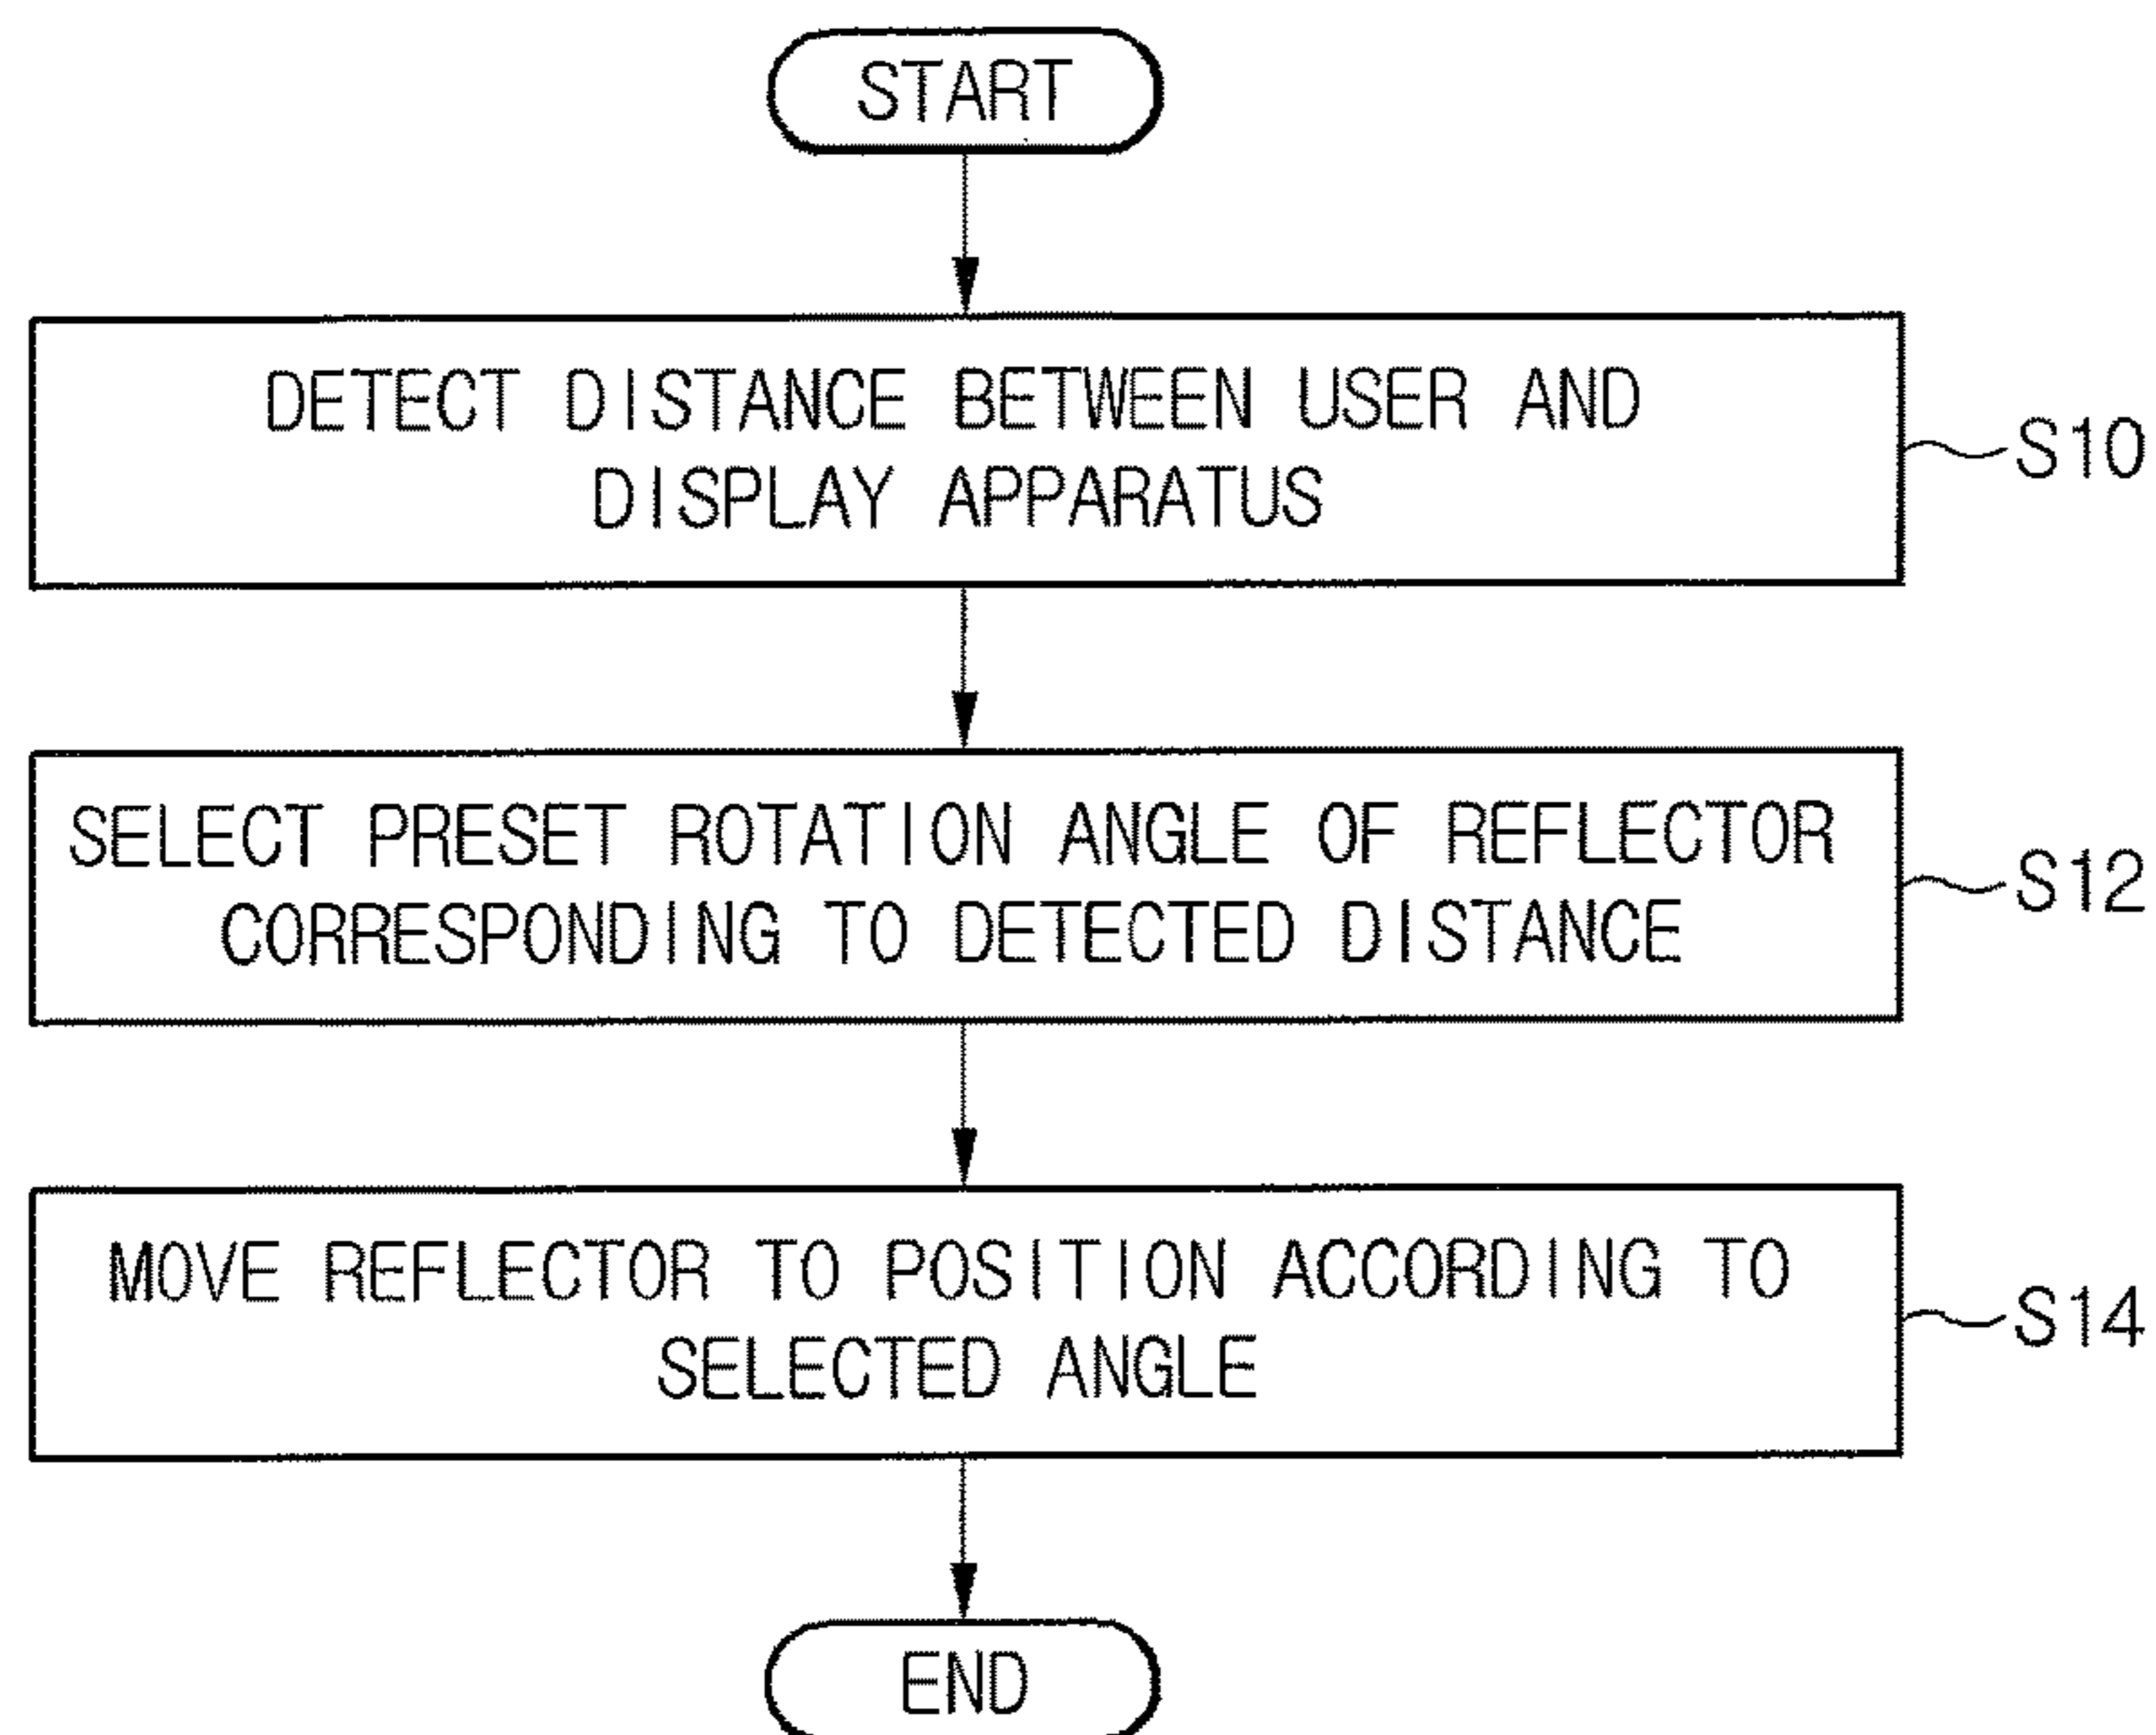 START
DETECT DISTANCE BETWEEN USER AND
DISPLAY APPARATUS
S10
SELECT PRESET ROTATION ANGLE OF REFLECTOR
CORRESPONDING TO DETECTED DISTANCE
S12
MOVE REFLECTOR TO POSITION ACCORDING TO
SELECTED ANGLE
S14
END